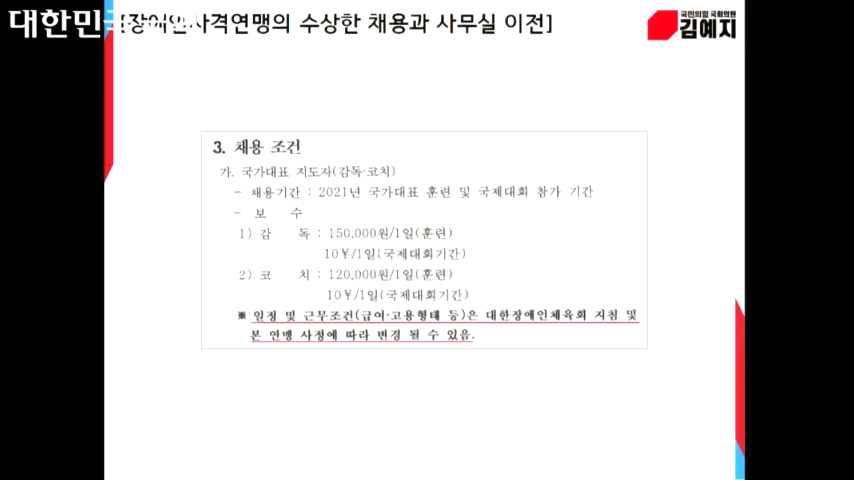 대한민국
[장애인사격연맹의 수상한 채용과 사무실 이전]
국민의힘 국회의원
김예지
3. 채용 조건
가. 국가대표 지도자(감독·코치)
- 채용기간 : 2021년 국가대표 훈련 및 국제대회 참가 기간
- 보 수
1) 감 독 : 150,000원/1일(훈련)
10￥/1일(국제대회기간)
2) 코 치 : 120,000원/1일(훈련)
10￥/1일(국제대회기간)
※ 일정 및 근무조건(급여·고용형태 등)은 대한장애인체육회 지침 및
본 연맹 사정에 따라 변경 될 수 있음.